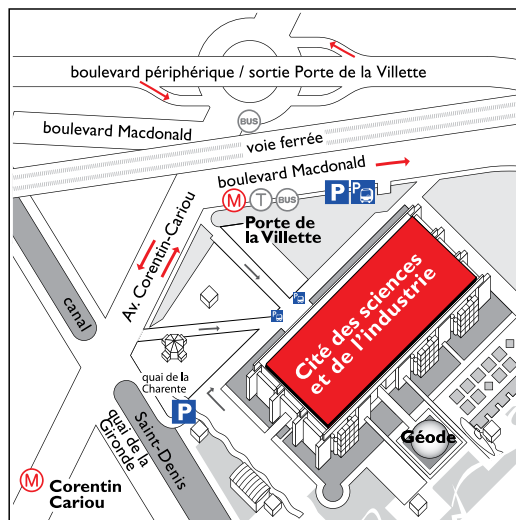 boulevard périphérique / sortie Porte de la Villette
BUS
boulevard Macdonald
voie ferrée
boulevard Macdonald
P P
M T BUS
Porte de
la Villette
Av. Corentin-Cariou
canal
P
P
Cité des sciences
et de l'industrie
quai de la
Charente
P
Saint-Denis
quai de la
Gironde
Géode
M Corentin
Cariou